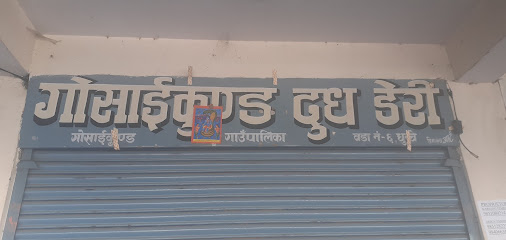 गोसाईकुण्ड दुध डेरी
गोसाईकुण्ड गाउँपालिका वडा नं-६ धुन्चे